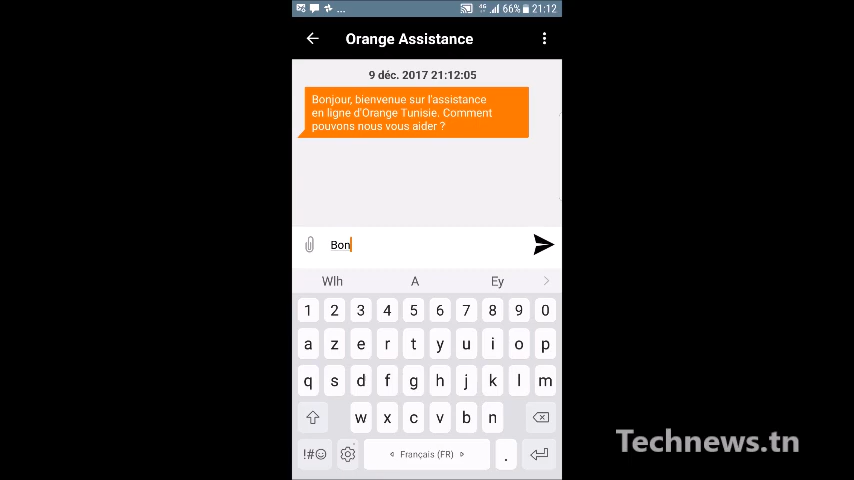 ... 4G 66% 21:12
Orange Assistance
9 déc. 2017 21:12:05
Bonjour, bienvenue sur l'assistance
en ligne d'Orange Tunisie. Comment
pouvons nous vous aider ?
Bon
Wlh A Ey
1 2 3 4 5 6 7 8 9 0
a z e r t y u i o p
q s d f g h j k l m
w x c v b n
!#☺ Français (FR) .
Technews.tn